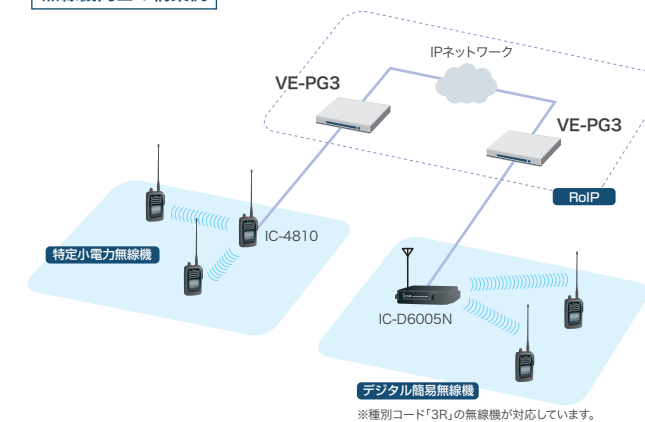 IPネットワーク
VE-PG3
VE-PG3
RoIP
IC-4810
特定小電力無線機
IC-D6005N
デジタル簡易無線機
※種別コード「3R」の無線機が対応しています。